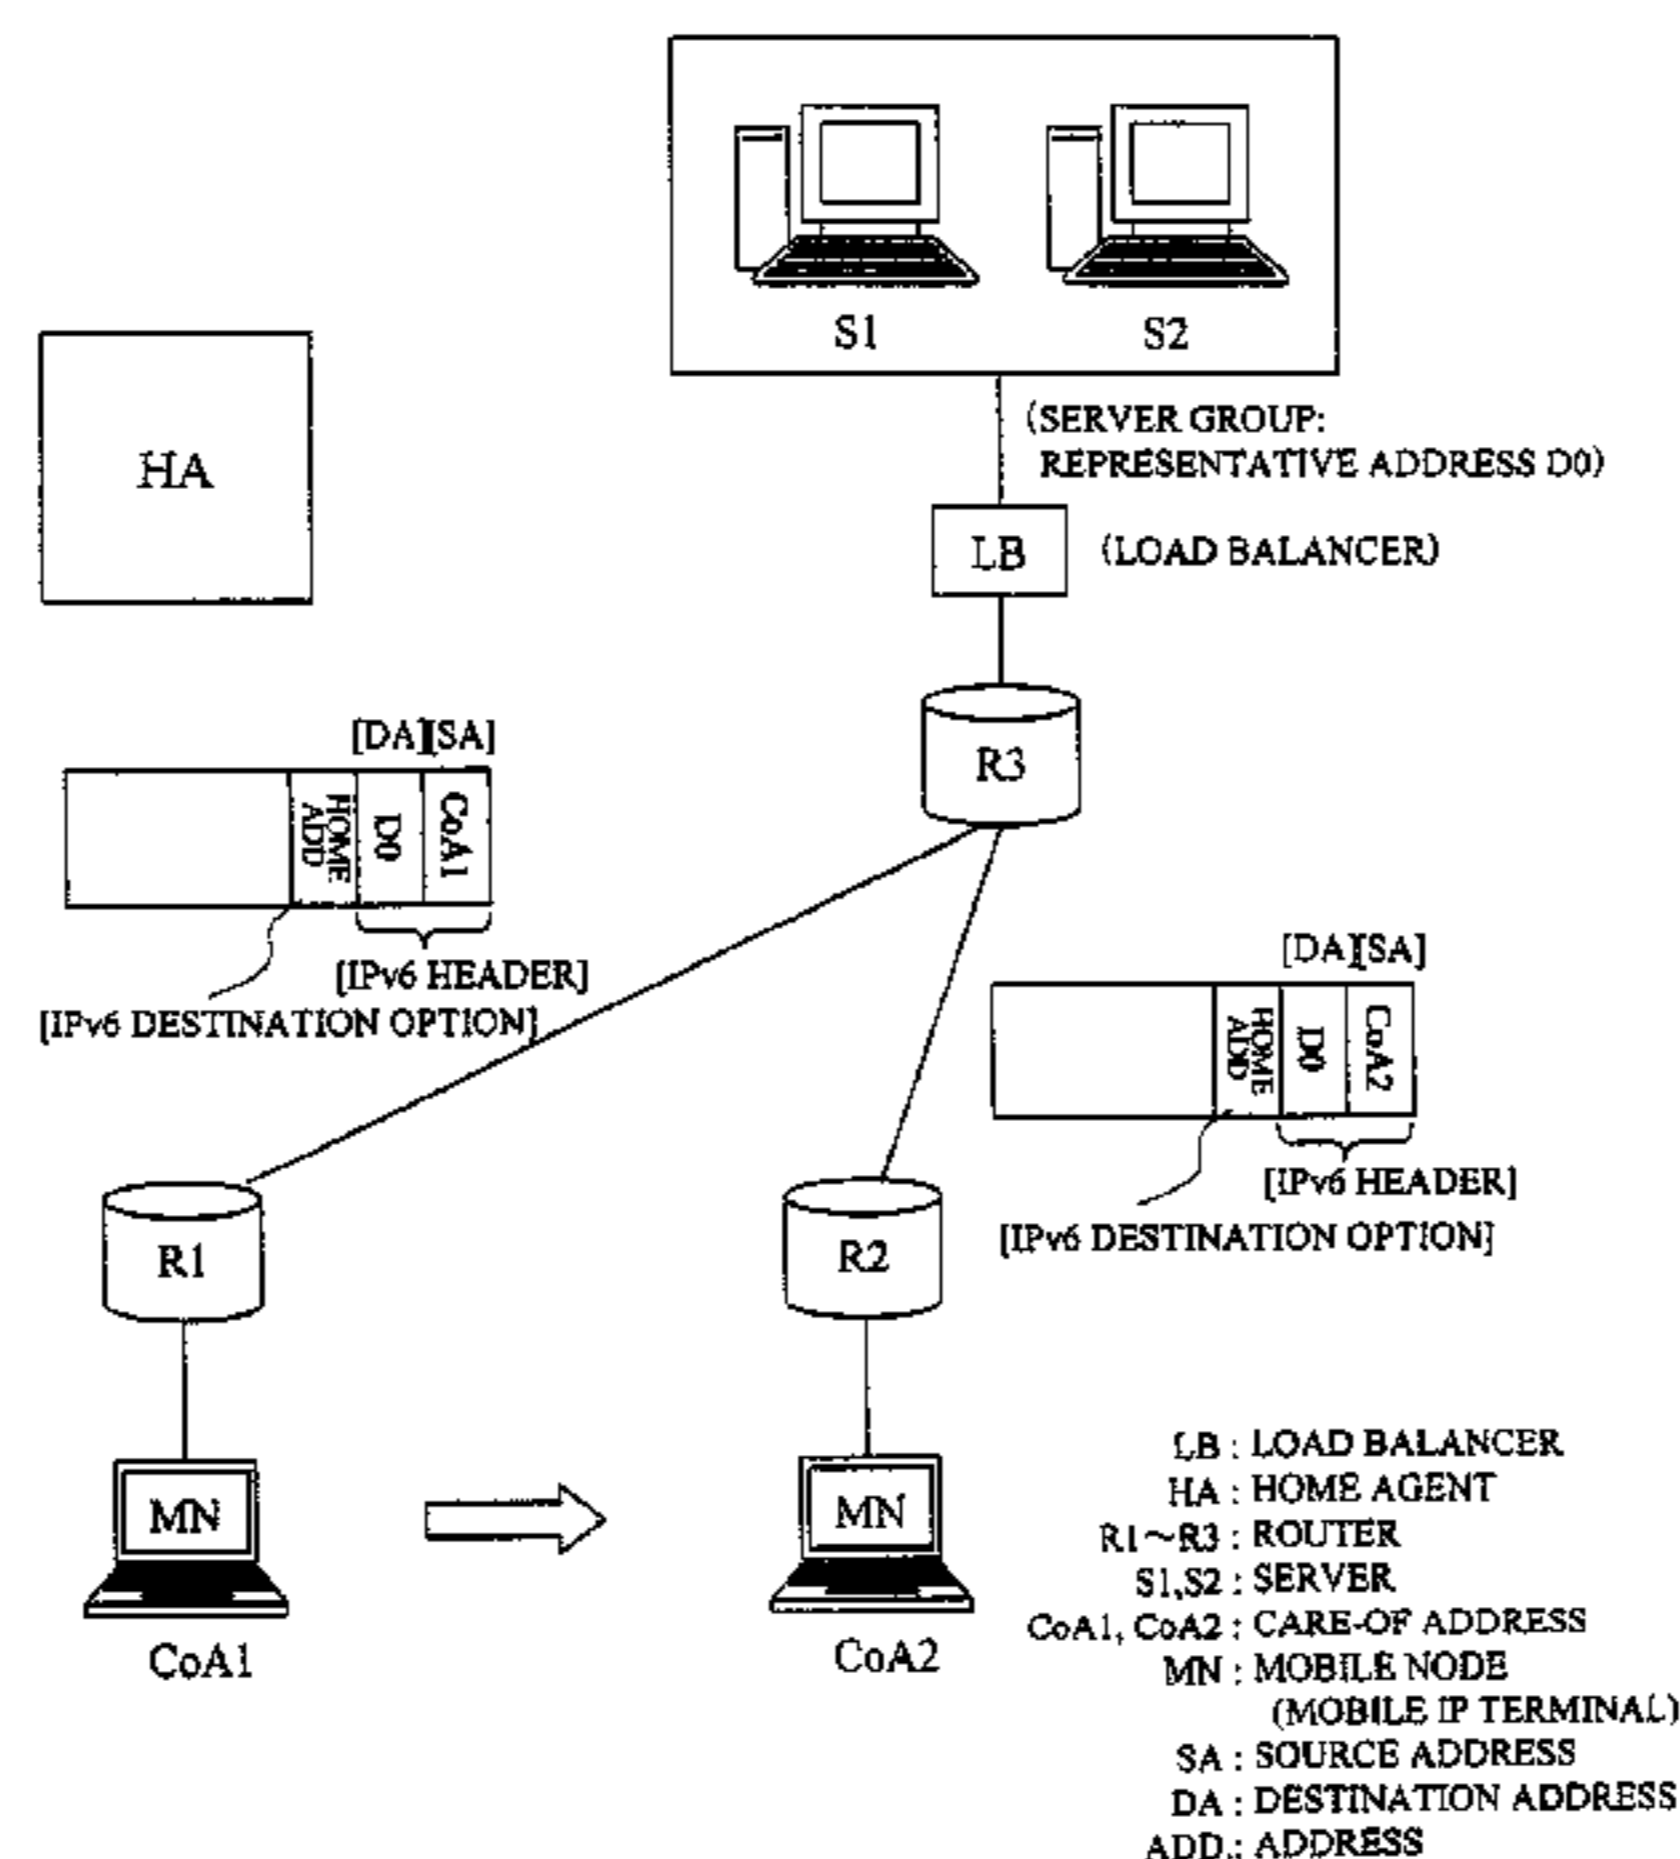 S1
S2
(SERVER GROUP:
REPRESENTATIVE ADDRESS D0)
HA
LB
(LOAD BALANCER)
[DA][SA]
R3
HOME
ADD
D0
CoA1
[IPv6 HEADER]
[IPv6 DESTINATION OPTION]
[DA][SA]
HOME
ADD
D0
CoA2
[IPv6 HEADER]
[IPv6 DESTINATION OPTION]
R1
R2
MN
MN
CoA1
CoA2
LB : LOAD BALANCER
HA : HOME AGENT
R1~R3 : ROUTER
S1,S2 : SERVER
CoA1, CoA2 : CARE-OF ADDRESS
MN : MOBILE NODE
(MOBILE IP TERMINAL)
SA : SOURCE ADDRESS
DA : DESTINATION ADDRESS
ADD.: ADDRESS